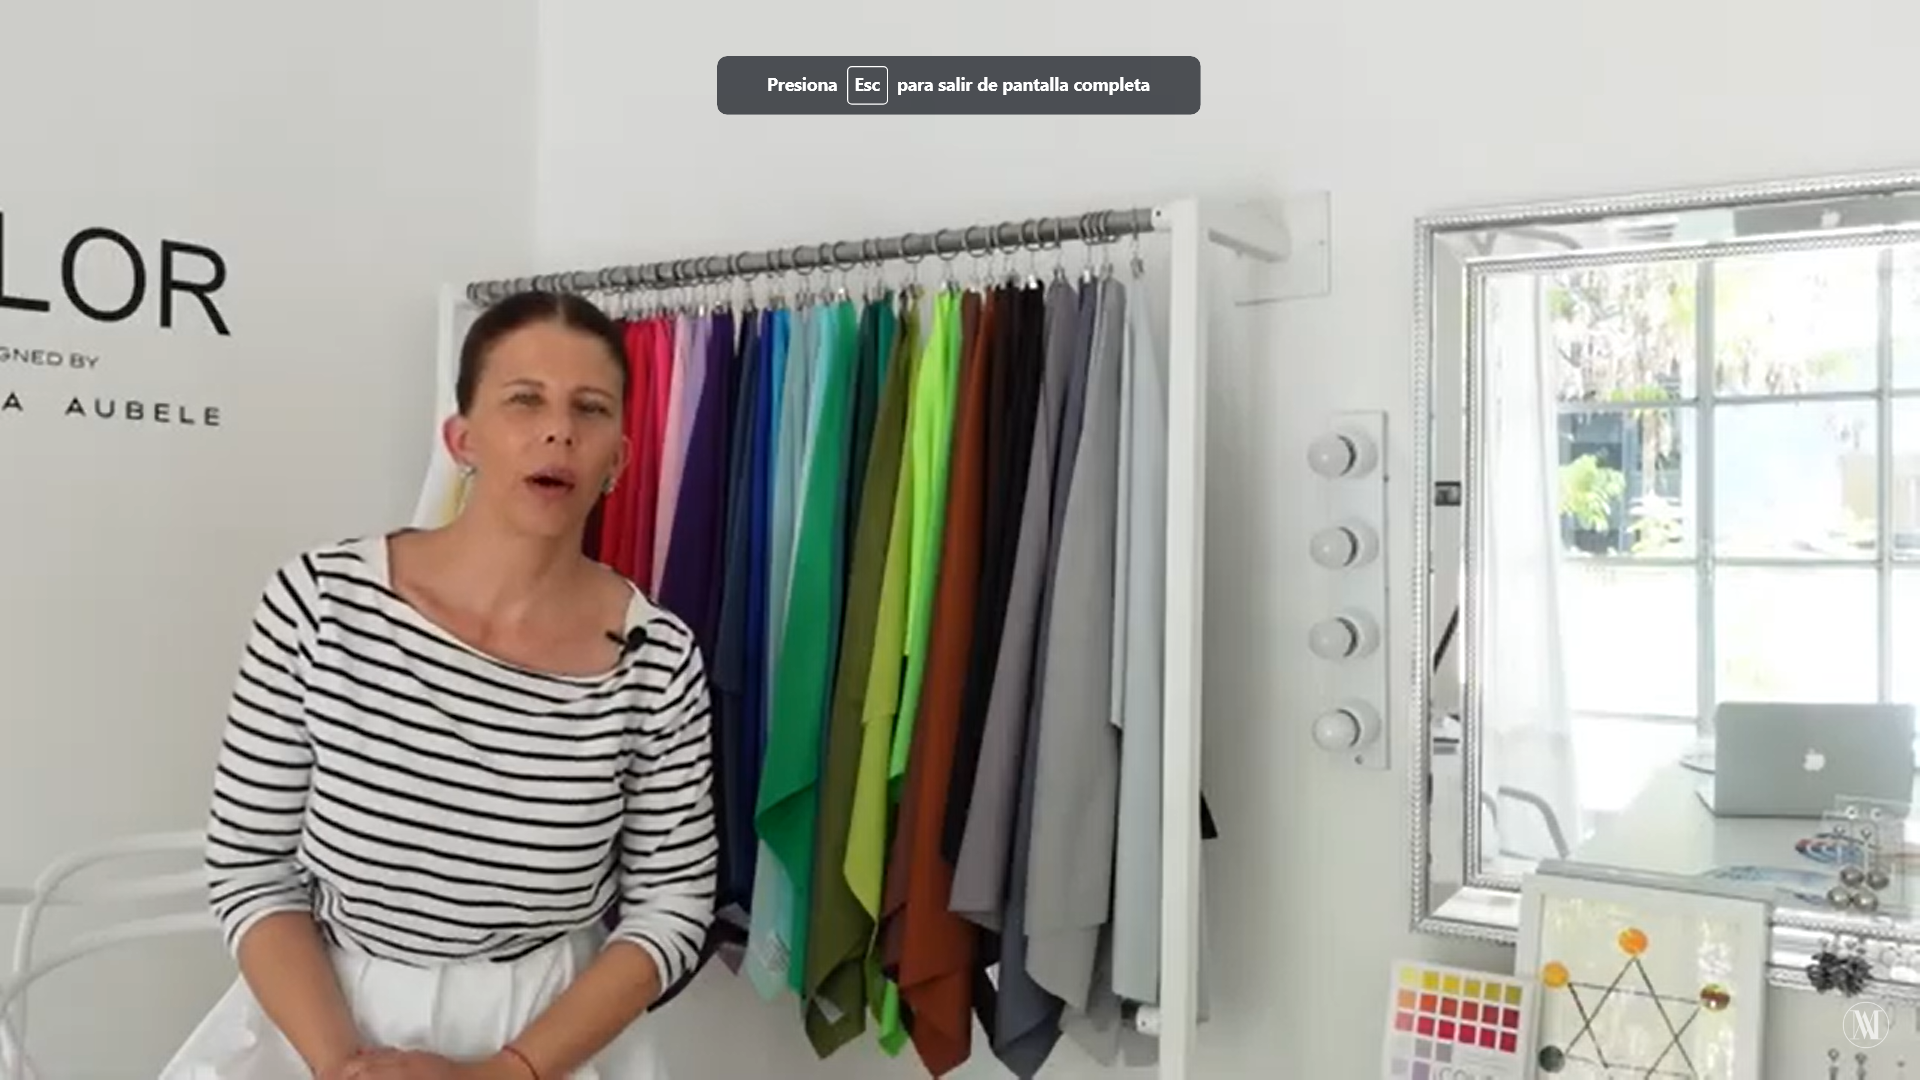 Presiona Esc para salir de pantalla completa
LOR
GNED BY
A AUBELE